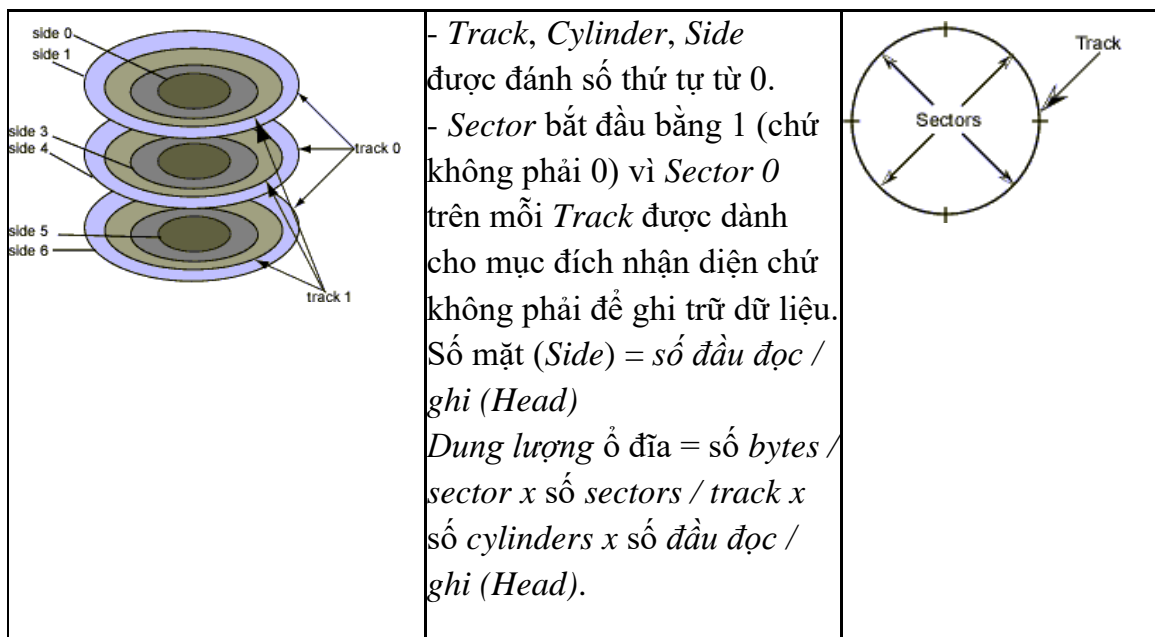 side 0
side 1
side 3
side 4
side 5
side 6
track 0
track 1
- Track, Cylinder, Side
được đánh số thứ tự từ 0.
- Sector bắt đầu bằng 1 (chứ
không phải 0) vì Sector 0
trên mỗi Track được dành
cho mục đích nhận diện chứ
không phải để ghi trữ dữ liệu.
Số mặt (Side) = số đầu đọc /
ghi (Head)
Dung lượng ổ đĩa = số bytes /
sector x số sectors / track x
số cylinders x số đầu đọc /
ghi (Head).
Track
Sectors